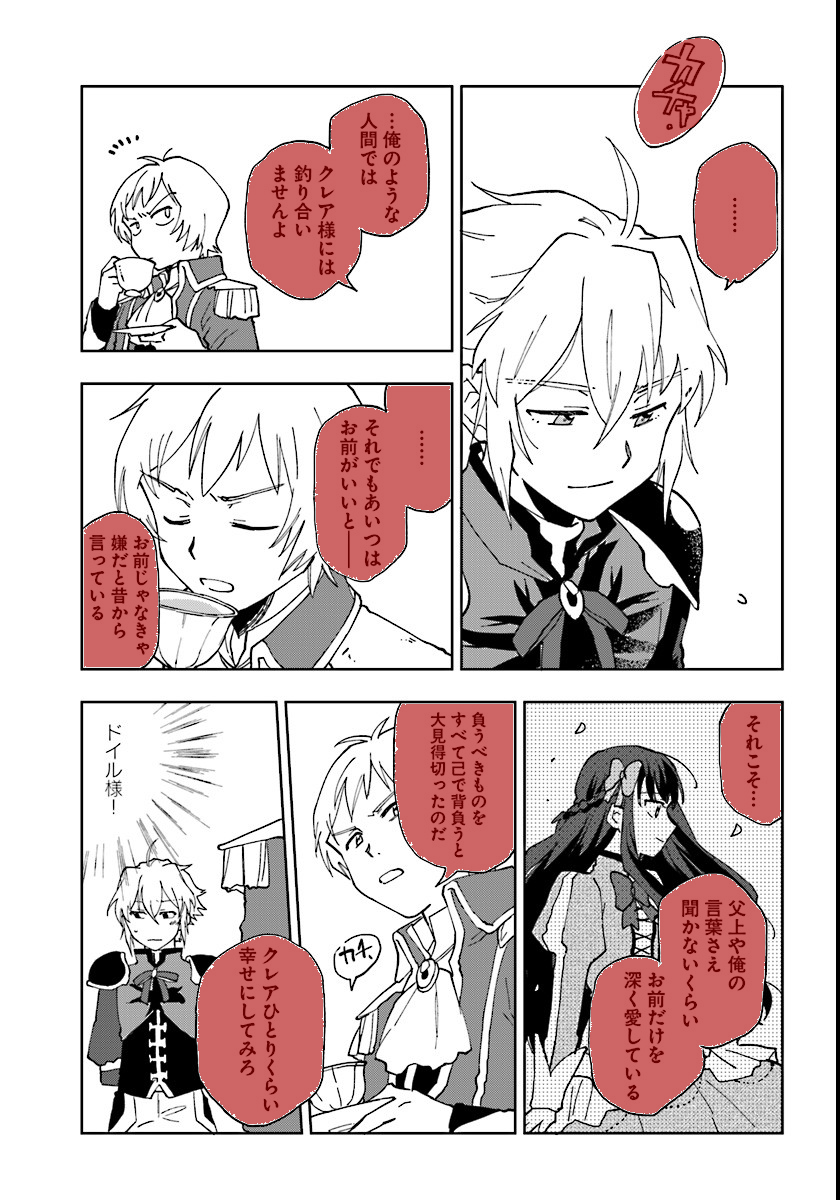 カチャ。
……
…俺のような
人間では
クレア様には
釣り合い
ませんよ
……
それでもあいつは
お前がいいと――
お前じゃなきゃ
嫌だと昔から
言っている
それこそ…
父上や俺の
言葉さえ
聞かないくらい
お前だけを
深く愛している
負うべきものを
すべて己で背負うと
大見得切ったのだ
カチ、
クレアひとりくらい
幸せにしてみろ
ドイル様！